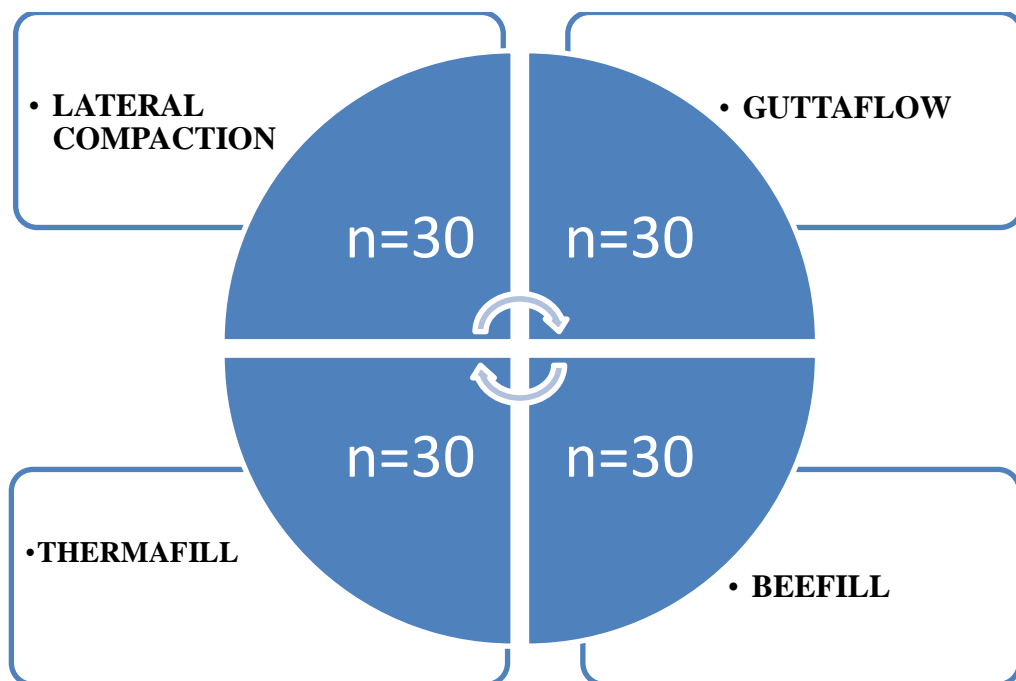 • LATERAL
COMPACTION
• GUTTAFLOW
n=30
n=30
n=30
n=30
•THERMAFILL
• BEEFILL